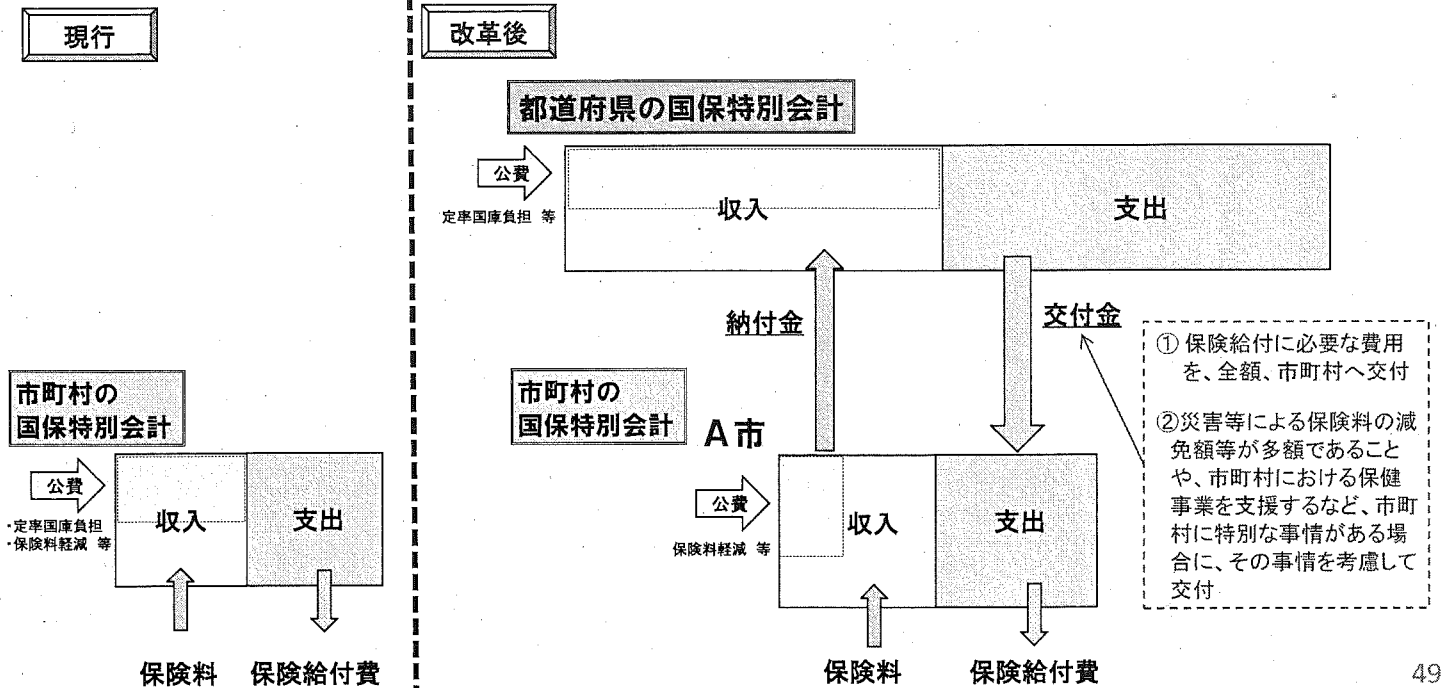 現行
市町村の
国保特別会計
公費
・定率国庫負担
・保険料軽減 等
収入
支出
保険料
保険給付費
改革後
都道府県の国保特別会計
公費
定率国庫負担 等
収入
支出
納付金
交付金
① 保険給付に必要な費用
を、全額、市町村へ交付
②災害等による保険料の減
免額等が多額であること
や、市町村における保健
事業を支援するなど、市町
村に特別な事情がある場
合に、その事情を考慮して
交付
市町村の
国保特別会計
A市
公費
保険料軽減 等
収入
支出
保険料
保険給付費
49